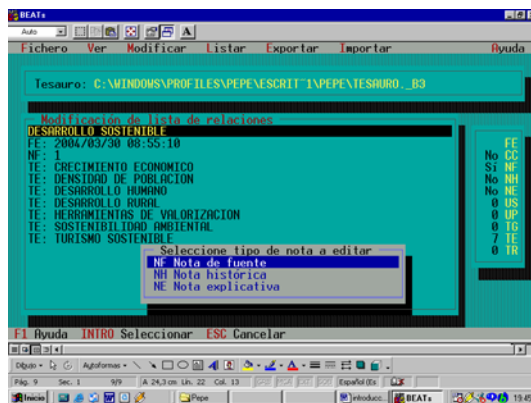 BEATs
Auto
Fichero Ver Modificar Listar Exportar Importar Ayuda
Tesauro: C:\WINDOWS\PROFILES\PEPE\ESCRIT~1\PEPE\TESAURO._B3
Modificación de lista de relaciones
DESARROLLO SOSTENIBLE
FE: 2004/03/30 08:55:10
NF: 1
TE: CRECIMIENTO ECONOMICO
TE: DENSIDAD DE POBLACION
TE: DESARROLLO HUMANO
TE: DESARROLLO RURAL
TE: HERRAMIENTAS DE VALORIZACION
TE: SOSTENIBILIDAD AMBIENTAL
TE: TURISMO SOSTENIBLE
FE
No CC
Sí NF
No NH
No NE
0 US
0 UP
0 TG
7 TE
0 TR
Seleccione tipo de nota a editar
NF Nota de fuente
NH Nota histórica
NE Nota explicativa
F1 Ayuda INTRO Seleccionar ESC Cancelar
Dibujo Autoformas
Pág. 9 Sec. 1 9/9 A 24,3 cm Lín. 22 Col. 13 Español (Es
Inicio Pepe introducc... BEATs